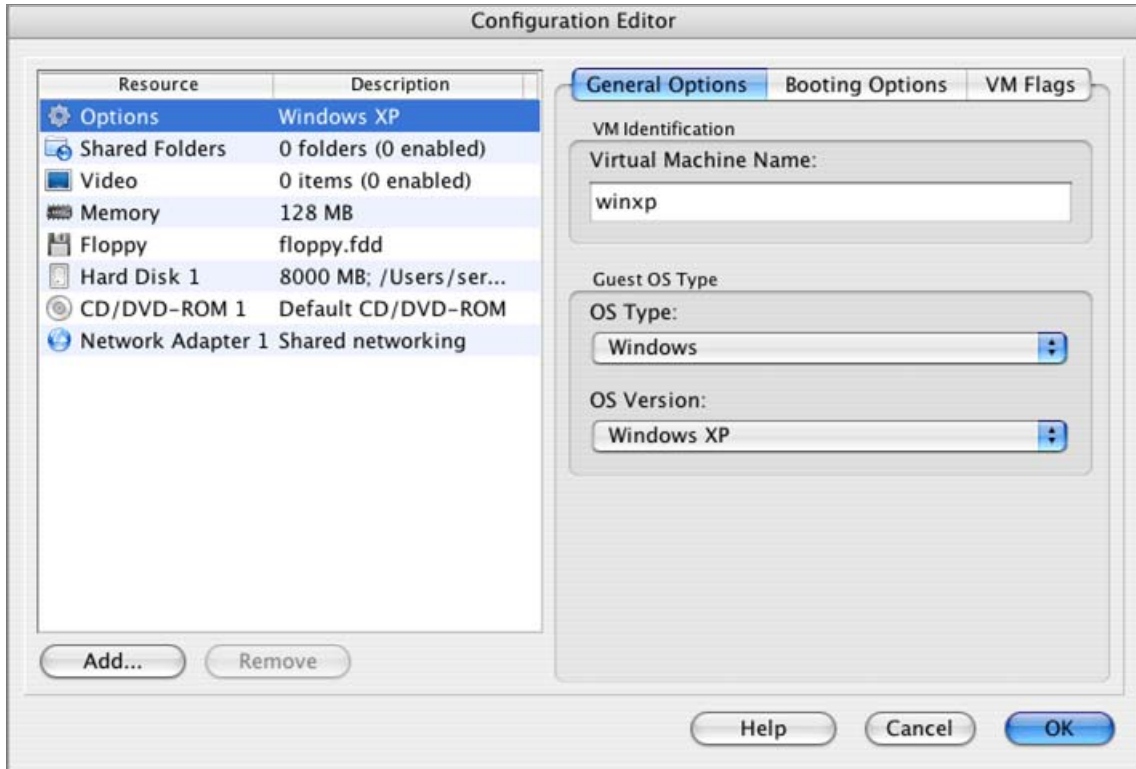 Configuration Editor
Resource Description
Options Windows XP
Shared Folders 0 folders (0 enabled)
Video 0 items (0 enabled)
Memory 128 MB
Floppy floppy.fdd
Hard Disk 1 8000 MB; /Users/ser...
CD/DVD-ROM 1 Default CD/DVD-ROM
Network Adapter 1 Shared networking
Add... Remove
General Options Booting Options VM Flags
VM Identification
Virtual Machine Name:
winxp
Guest OS Type
OS Type:
Windows
OS Version:
Windows XP
Help Cancel OK